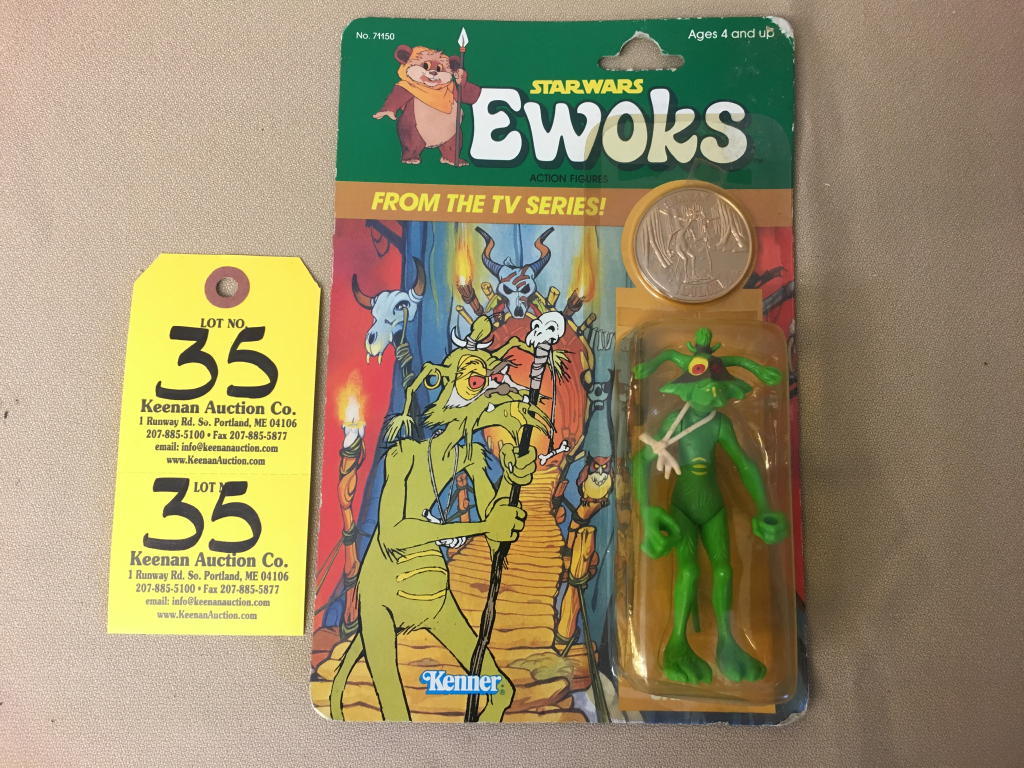 No. 71150
Ages 4 and up
STAR WARS
EWOKS
ACTION FIGURES
FROM THE TV SERIES!
Kenner
LOT NO.
35
Keenan Auction Co.
1 Runway Rd. So. Portland, ME 04106
207-885-5100 • Fax 207-885-5877
email: info@keenanauction.com
www.KeenanAuction.com
LOT
35
Keenan Auction Co.
1 Runway Rd. So. Portland, ME 04106
207-885-5100 • Fax 207-885-5877
email: info@keenanauction.com
www.KeenanAuction.com